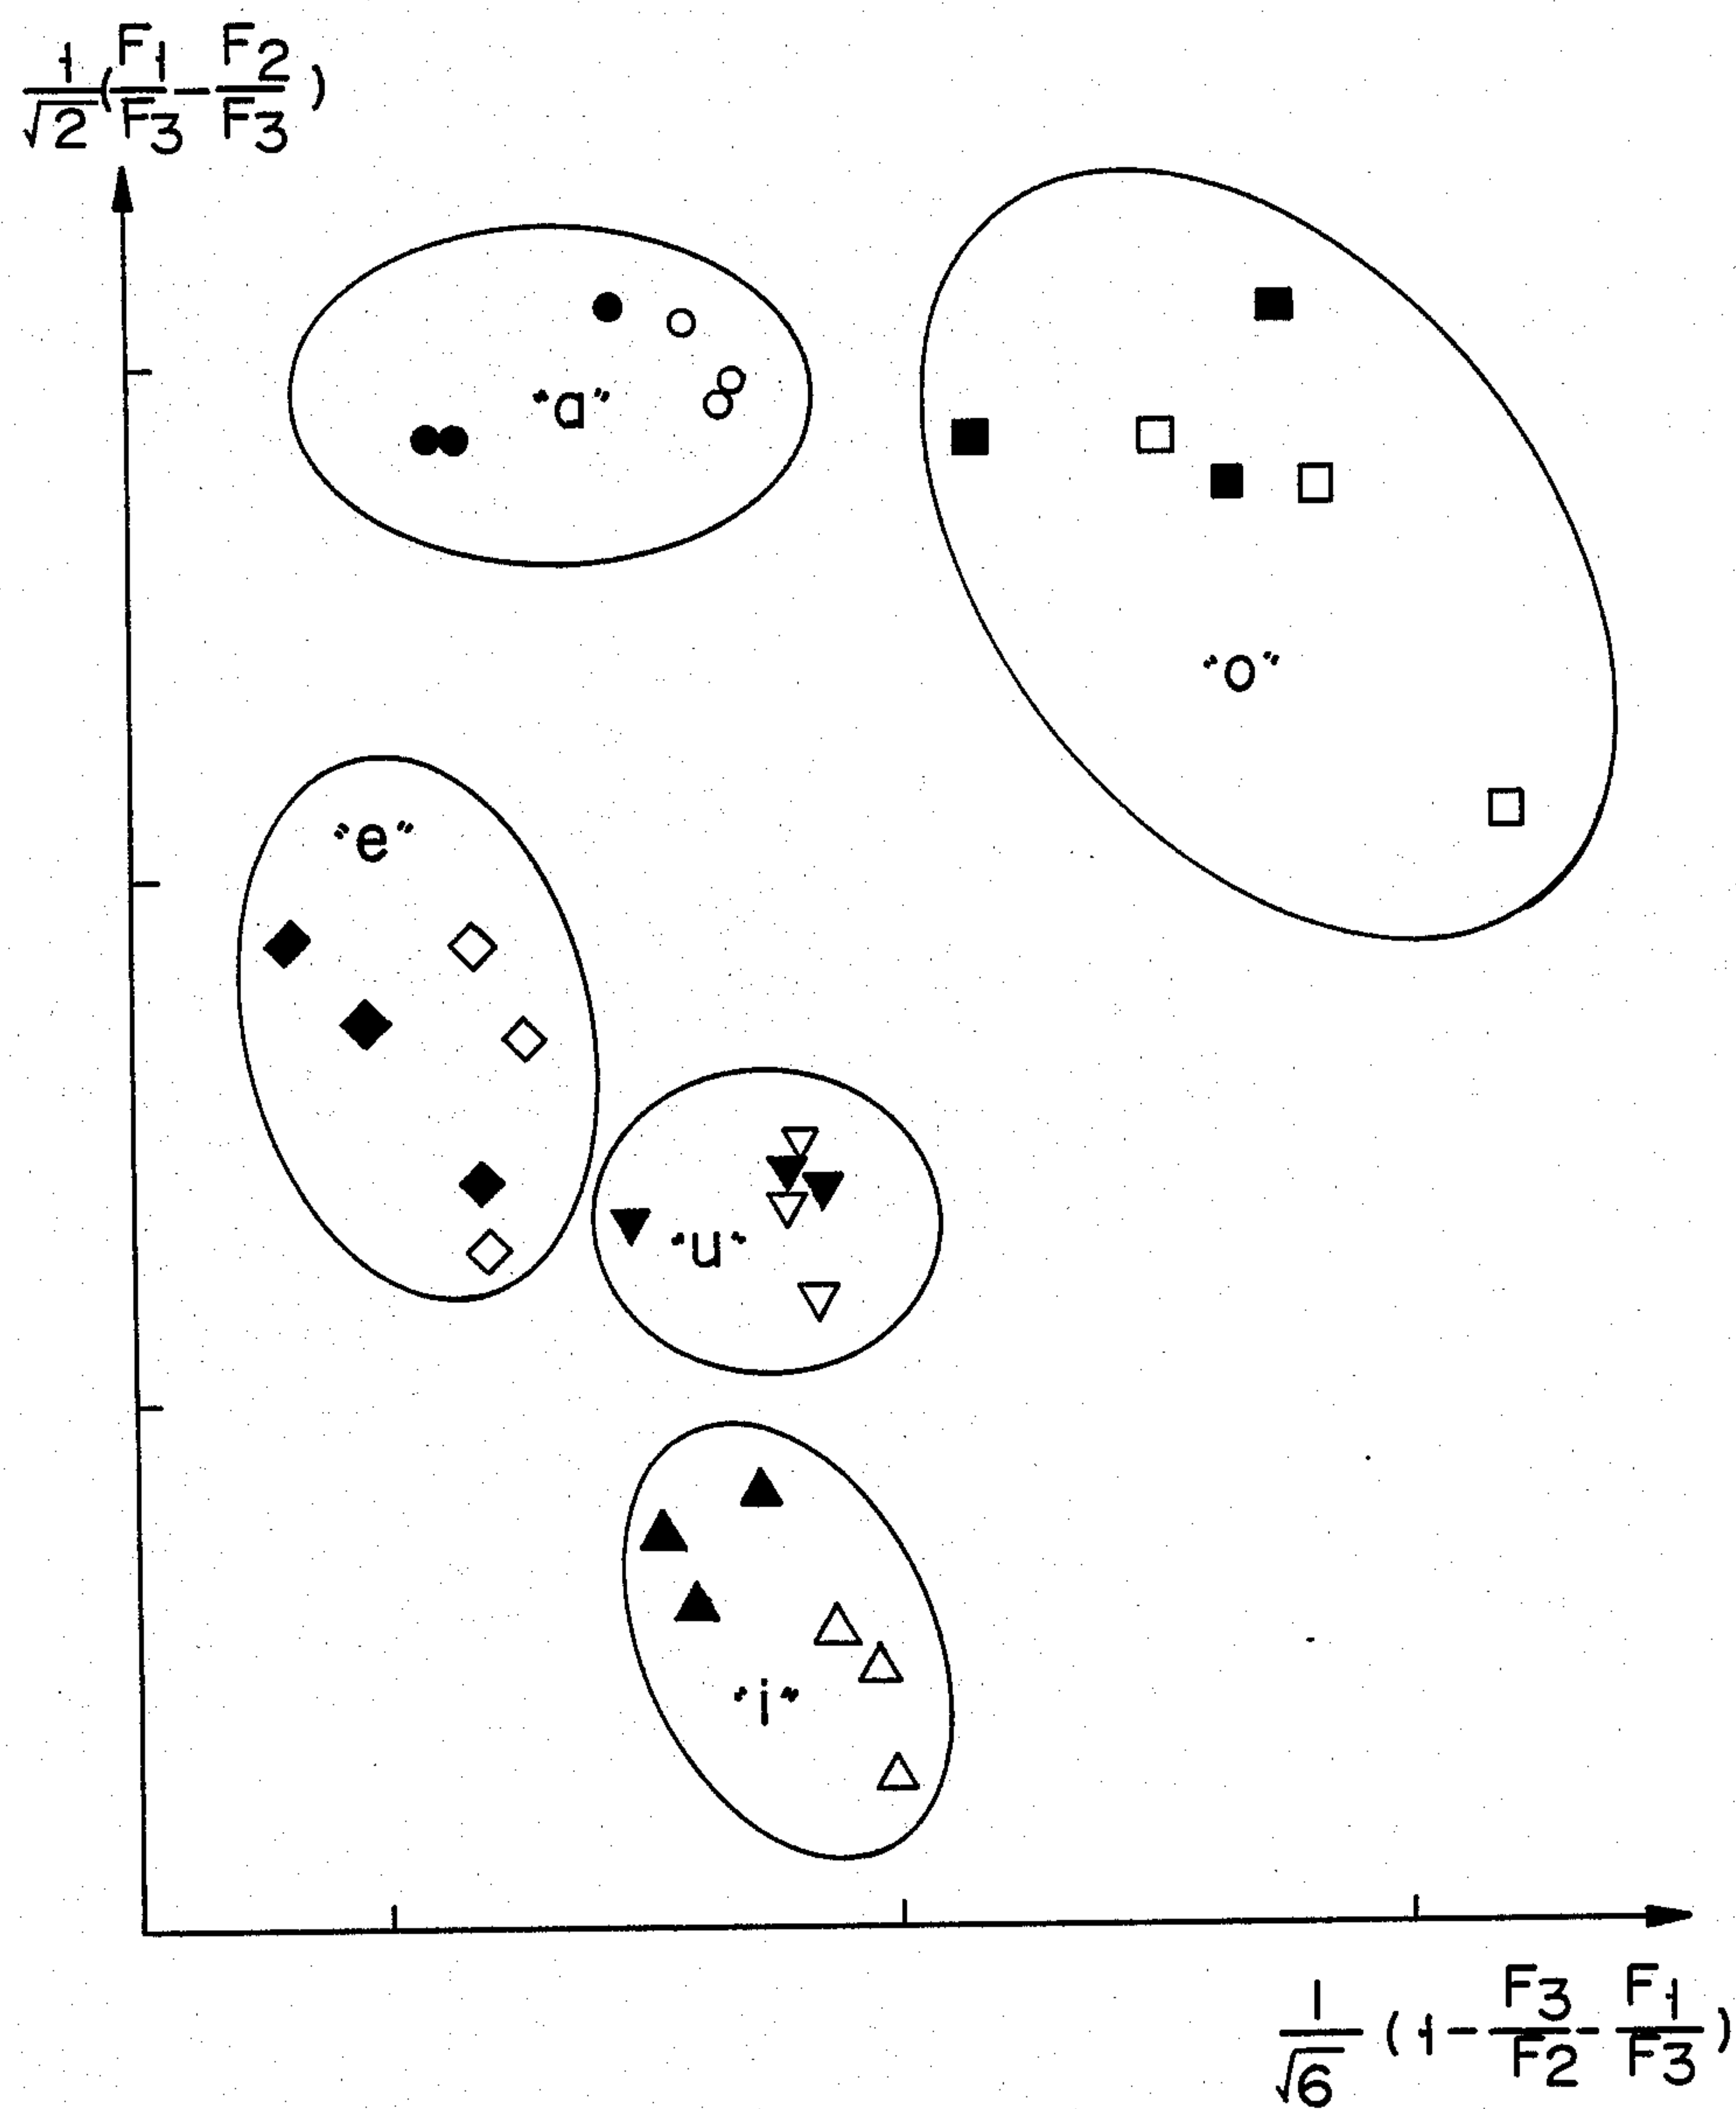 1/√2 (F1/F3 − F2/F3)
"a"
"o"
"e"
"u"
"i"
1/√6 (1 − F3/F2 − F1/F3)